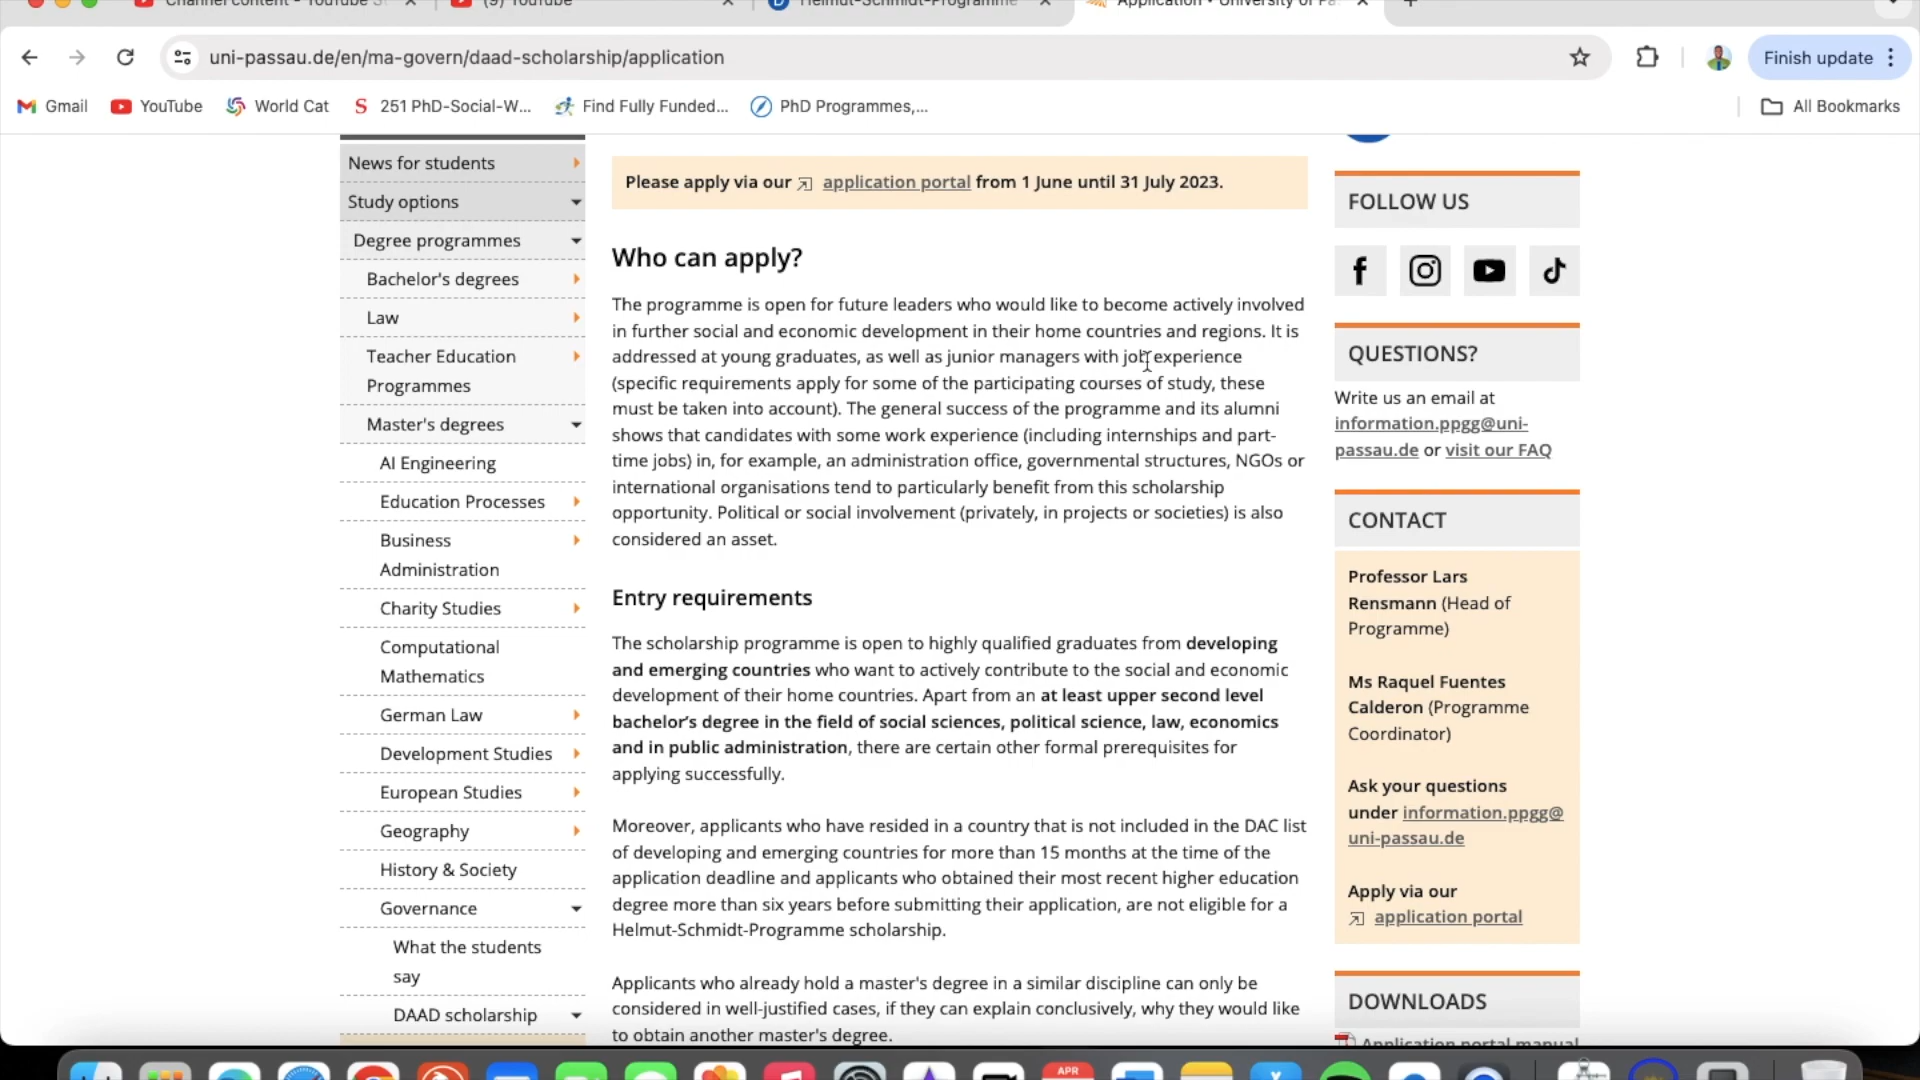 Channel content - YouTube St
(9) YouTube
Helmut-Schmidt-Programme
Application • University of Pa
uni-passau.de/en/ma-govern/daad-scholarship/application
Finish update
Gmail
YouTube
World Cat
251 PhD-Social-W...
Find Fully Funded...
PhD Programmes,...
All Bookmarks
News for students
Study options
Degree programmes
Bachelor's degrees
Law
Teacher Education
Programmes
Master's degrees
AI Engineering
Education Processes
Business
Administration
Charity Studies
Computational
Mathematics
German Law
Development Studies
European Studies
Geography
History & Society
Governance
What the students
say
DAAD scholarship
Please apply via our application portal from 1 June until 31 July 2023.
Who can apply?
The programme is open for future leaders who would like to become actively involved
in further social and economic development in their home countries and regions. It is
addressed at young graduates, as well as junior managers with job experience
(specific requirements apply for some of the participating courses of study, these
must be taken into account). The general success of the programme and its alumni
shows that candidates with some work experience (including internships and part-
time jobs) in, for example, an administration office, governmental structures, NGOs or
international organisations tend to particularly benefit from this scholarship
opportunity. Political or social involvement (privately, in projects or societies) is also
considered an asset.
Entry requirements
The scholarship programme is open to highly qualified graduates from developing
and emerging countries who want to actively contribute to the social and economic
development of their home countries. Apart from an at least upper second level
bachelor's degree in the field of social sciences, political science, law, economics
and in public administration, there are certain other formal prerequisites for
applying successfully.
Moreover, applicants who have resided in a country that is not included in the DAC list
of developing and emerging countries for more than 15 months at the time of the
application deadline and applicants who obtained their most recent higher education
degree more than six years before submitting their application, are not eligible for a
Helmut-Schmidt-Programme scholarship.
Applicants who already hold a master's degree in a similar discipline can only be
considered in well-justified cases, if they can explain conclusively, why they would like
to obtain another master's degree.
FOLLOW US
QUESTIONS?
Write us an email at
information.ppgg@uni-
passau.de or visit our FAQ
CONTACT
Professor Lars
Rensmann (Head of
Programme)
Ms Raquel Fuentes
Calderon (Programme
Coordinator)
Ask your questions
under information.ppgg@
uni-passau.de
Apply via our
application portal
DOWNLOADS
Application portal manual
APR